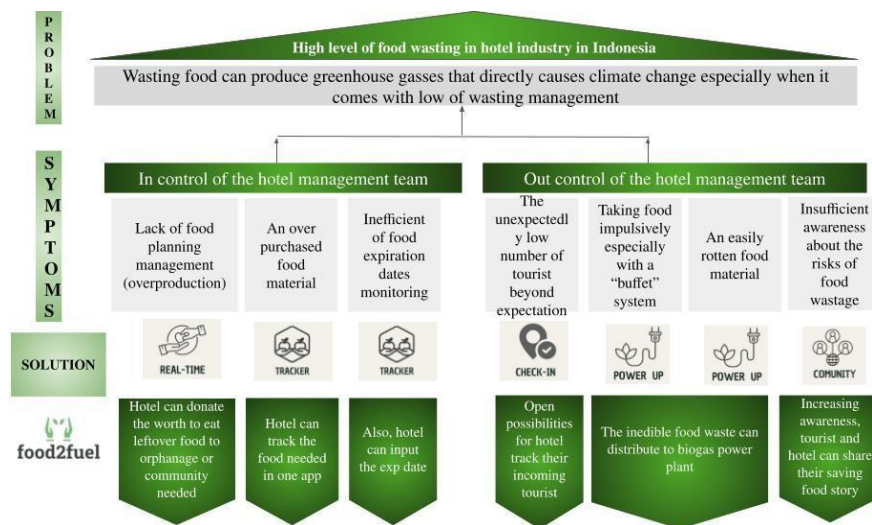 PROBLEM
High level of food wasting in hotel industry in Indonesia
Wasting food can produce greenhouse gasses that directly causes climate change especially when it
comes with low of wasting management
SYMPTOMS
In control of the hotel management team
Out control of the hotel management team
Lack of food
planning
management
(overproduction)
An over
purchased
food
material
Inefficient
of food
expiration
dates
monitoring
The
unexpectedl
y low
number of
tourist
beyond
expectation
Taking food
impulsively
especially
with a
“buffet”
system
An easily
rotten food
material
Insufficient
awareness
about the
risks of
food
wastage
SOLUTION
REAL-TIME
TRACKER
TRACKER
CHECK-IN
POWER UP
POWER UP
COMUNITY
food2fuel
Hotel can donate
the worth to eat
leftover food to
orphanage or
community
needed
Hotel can
track the
food needed
in one app
Also, hotel
can input
the exp date
Open
possibilities
for hotel
track their
incoming
tourist
The inedible food waste can
distribute to biogas power
plant
Increasing
awareness,
tourist and
hotel can share
their saving
food story